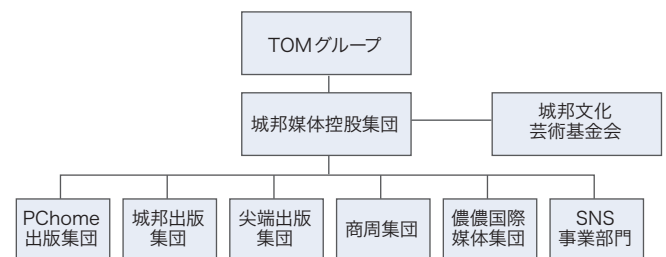 TOMグループ
城邦媒体控股集団
城邦文化
芸術基金会
PChome
出版集団
城邦出版
集団
尖端出版
集団
商周集団
儂儂国際
媒体集団
SNS
事業部門